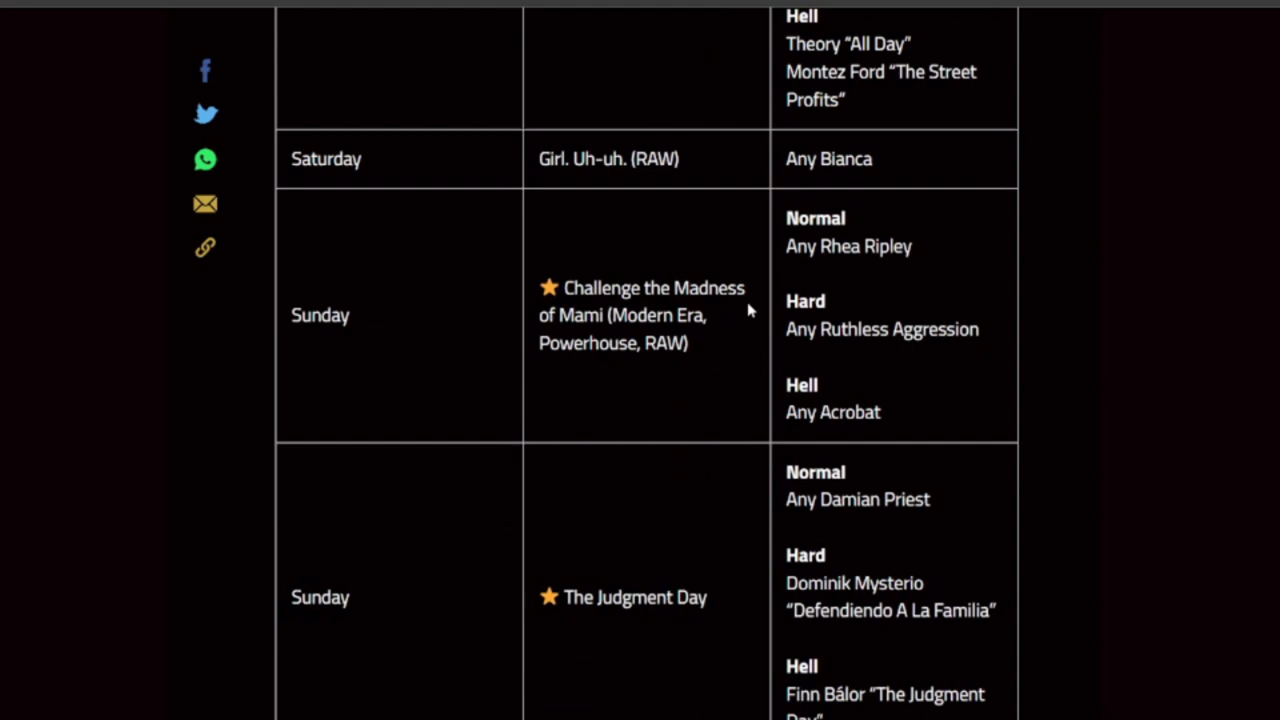 Hell
Theory “All Day”
Montez Ford “The Street
Profits”
Saturday
Girl. Uh-uh. (RAW)
Any Bianca
Sunday
Challenge the Madness
of Mami (Modern Era,
Powerhouse, RAW)
Normal
Any Rhea Ripley
Hard
Any Ruthless Aggression
Hell
Any Acrobat
Sunday
The Judgment Day
Normal
Any Damian Priest
Hard
Dominik Mysterio
“Defendiendo A La Familia”
Hell
Finn Bálor “The Judgment
Day”